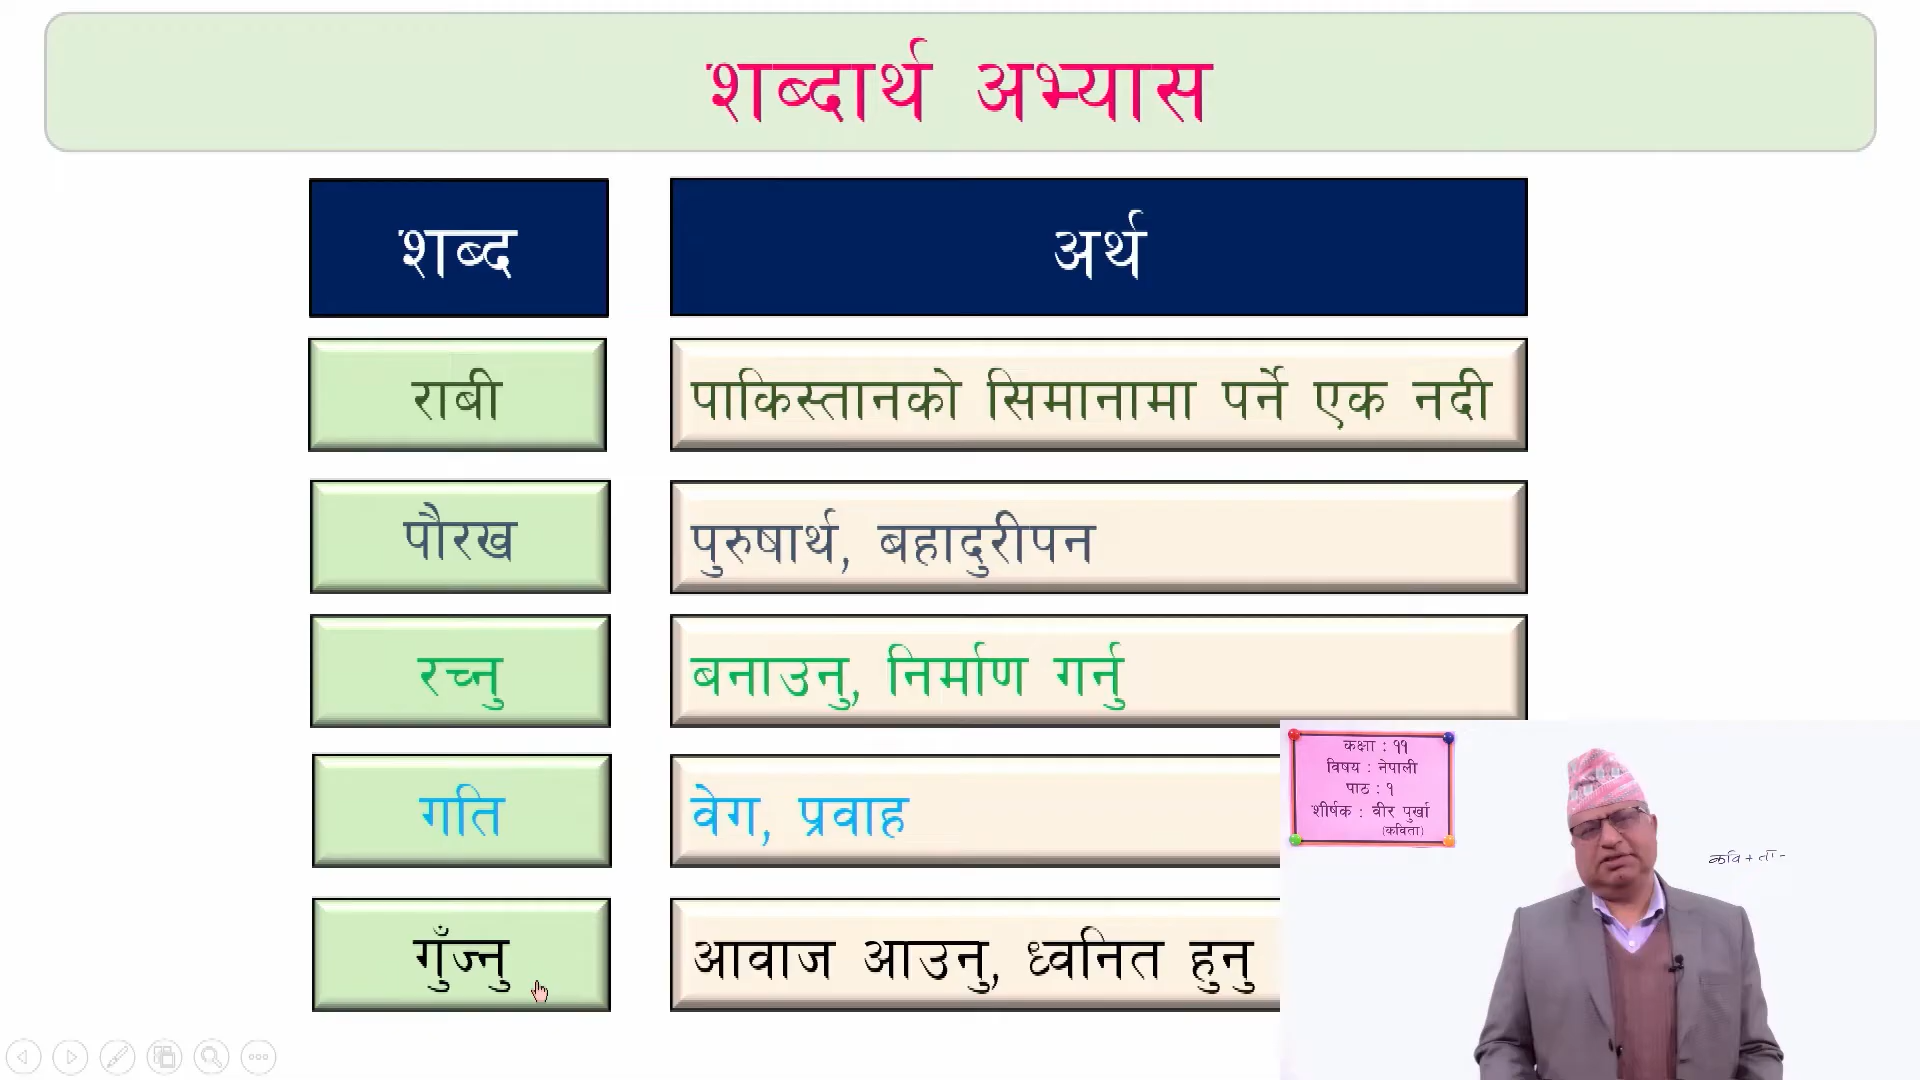 शब्दार्थ अभ्यास
शब्द अर्थ
राबी पाकिस्तानको सिमानामा पर्ने एक नदी
पौरख पुरुषार्थ, बहादुरीपन
रच्नु बनाउनु, निर्माण गर्नु
गति वेग, प्रवाह
गुँज्नु आवाज आउनु, ध्वनित हुनु
कक्षा : ११
विषय : नेपाली
पाठ : १
शीर्षक : वीर पुर्खा
(कविता)
कवि +